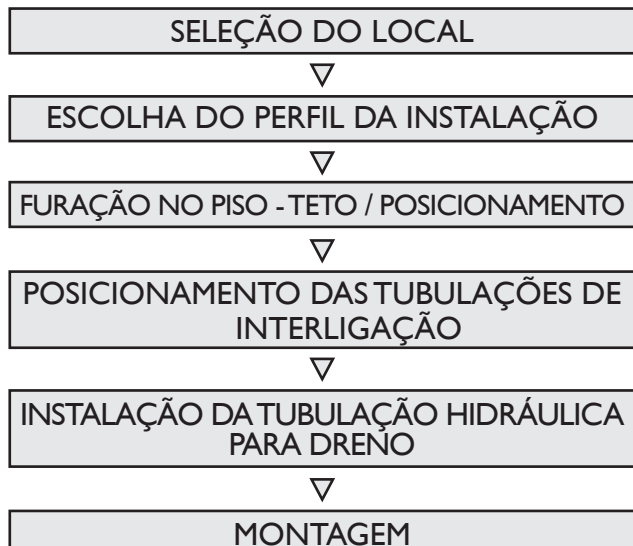 SELEÇÃO DO LOCAL
ESCOLHA DO PERFIL DA INSTALAÇÃO
FURAÇÃO NO PISO - TETO / POSICIONAMENTO
POSICIONAMENTO DAS TUBULAÇÕES DE
INTERLIGAÇÃO
INSTALAÇÃO DA TUBULAÇÃO HIDRÁULICA
PARA DRENO
MONTAGEM